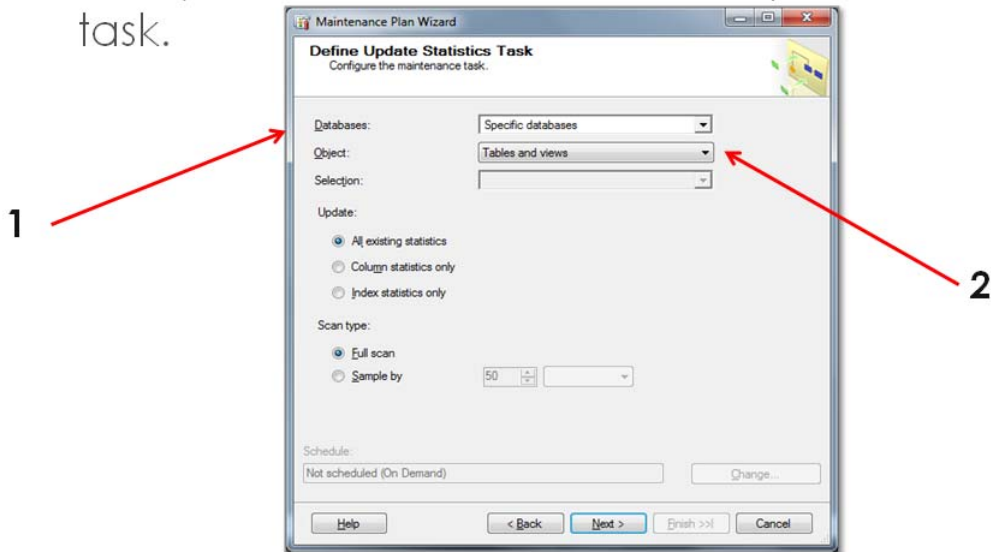 task.
Maintenance Plan Wizard
Define Update Statistics Task
Configure the maintenance task.
Databases: Specific databases
Object: Tables and views
Selection:
Update:
All existing statistics
Column statistics only
Index statistics only
Scan type:
Full scan
Sample by 50
Schedule:
Not scheduled (On Demand) Change...
Help < Back Next > Finish >>| Cancel
1
2